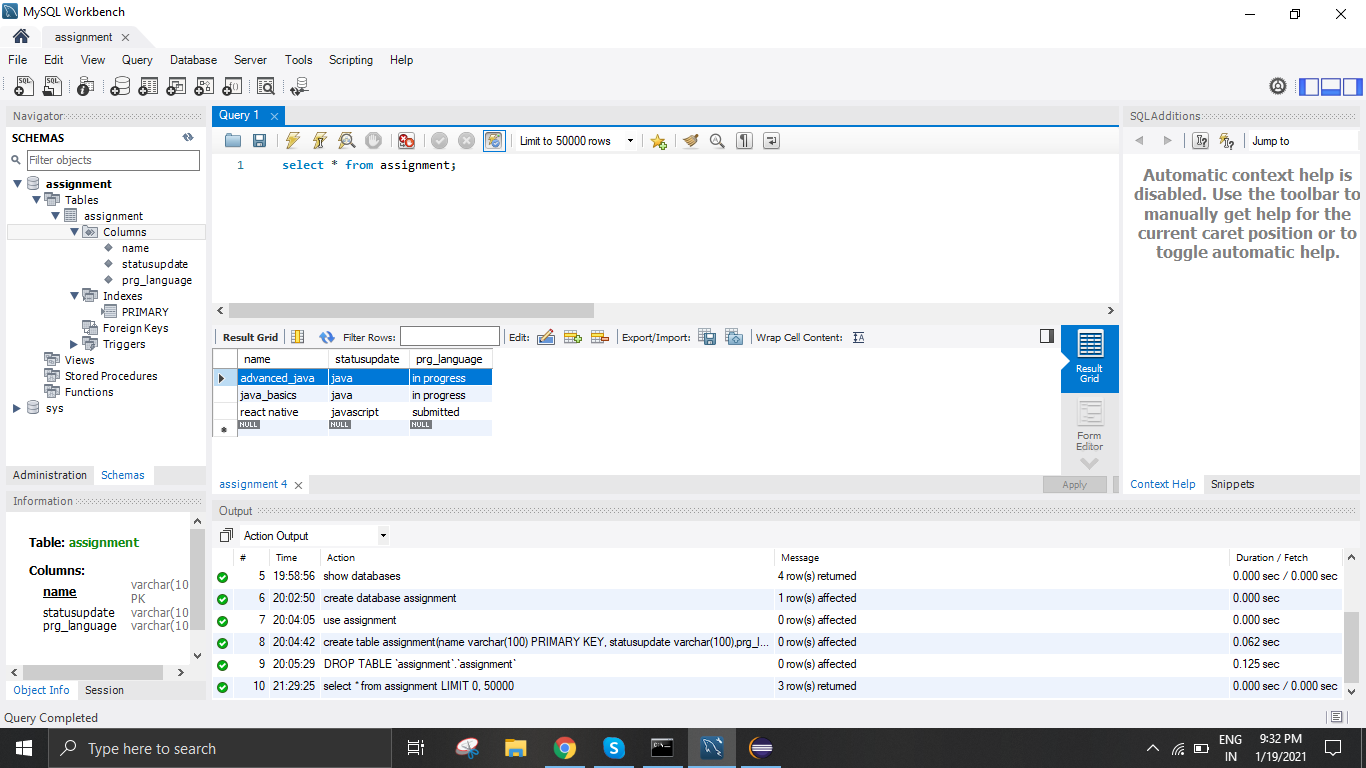 MySQL Workbench
assignment
File Edit View Query Database Server Tools Scripting Help
Navigator
SCHEMAS
Filter objects
assignment
Tables
assignment
Columns
name
statusupdate
prg_language
Indexes
PRIMARY
Foreign Keys
Triggers
Views
Stored Procedures
Functions
sys
Administration Schemas
Information
Table: assignment
Columns:
name varchar(10
PK
statusupdate varchar(10
prg_language varchar(10
Object Info Session
Query 1
Limit to 50000 rows
1 select * from assignment;
Result Grid Filter Rows: Edit: Export/Import: Wrap Cell Content:
name statusupdate prg_language
advanced_java java in progress
java_basics java in progress
react native javascript submitted
NULL NULL NULL
Result
Grid
Form
Editor
assignment 4 Apply
SQLAdditions
Jump to
Automatic context help is
disabled. Use the toolbar to
manually get help for the
current caret position or to
toggle automatic help.
Context Help Snippets
Output
Action Output
# Time Action Message Duration / Fetch
5 19:58:56 show databases 4 row(s) returned 0.000 sec / 0.000 sec
6 20:02:50 create database assignment 1 row(s) affected 0.000 sec
7 20:04:05 use assignment 0 row(s) affected 0.000 sec
8 20:04:42 create table assignment(name varchar(100) PRIMARY KEY, statusupdate varchar(100),prg_l... 0 row(s) affected 0.062 sec
9 20:05:29 DROP TABLE `assignment`.`assignment` 0 row(s) affected 0.125 sec
10 21:29:25 select * from assignment LIMIT 0, 50000 3 row(s) returned 0.000 sec / 0.000 sec
Query Completed
Type here to search
ENG
IN
9:32 PM
1/19/2021